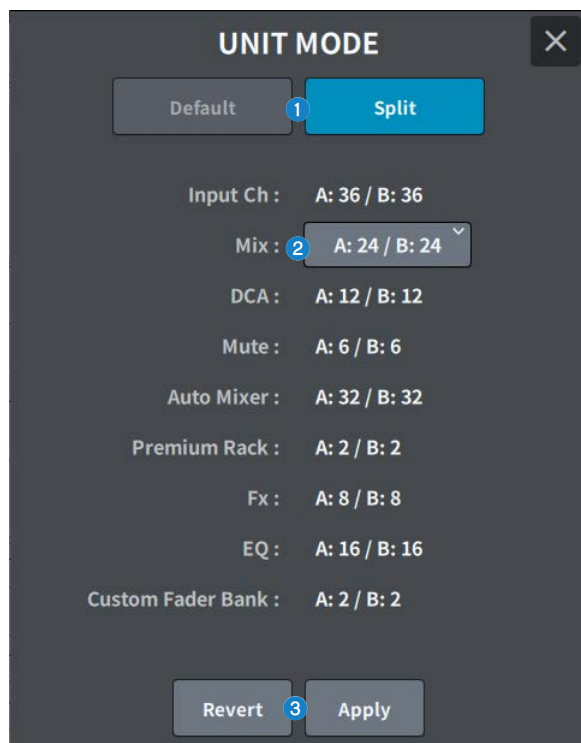 UNIT MODE
Default 1 Split
Input Ch : A: 36 / B: 36
Mix : 2 A: 24 / B: 24
DCA : A: 12 / B: 12
Mute : A: 6 / B: 6
Auto Mixer : A: 32 / B: 32
Premium Rack : A: 2 / B: 2
Fx : A: 8 / B: 8
EQ : A: 16 / B: 16
Custom Fader Bank : A: 2 / B: 2
Revert 3 Apply